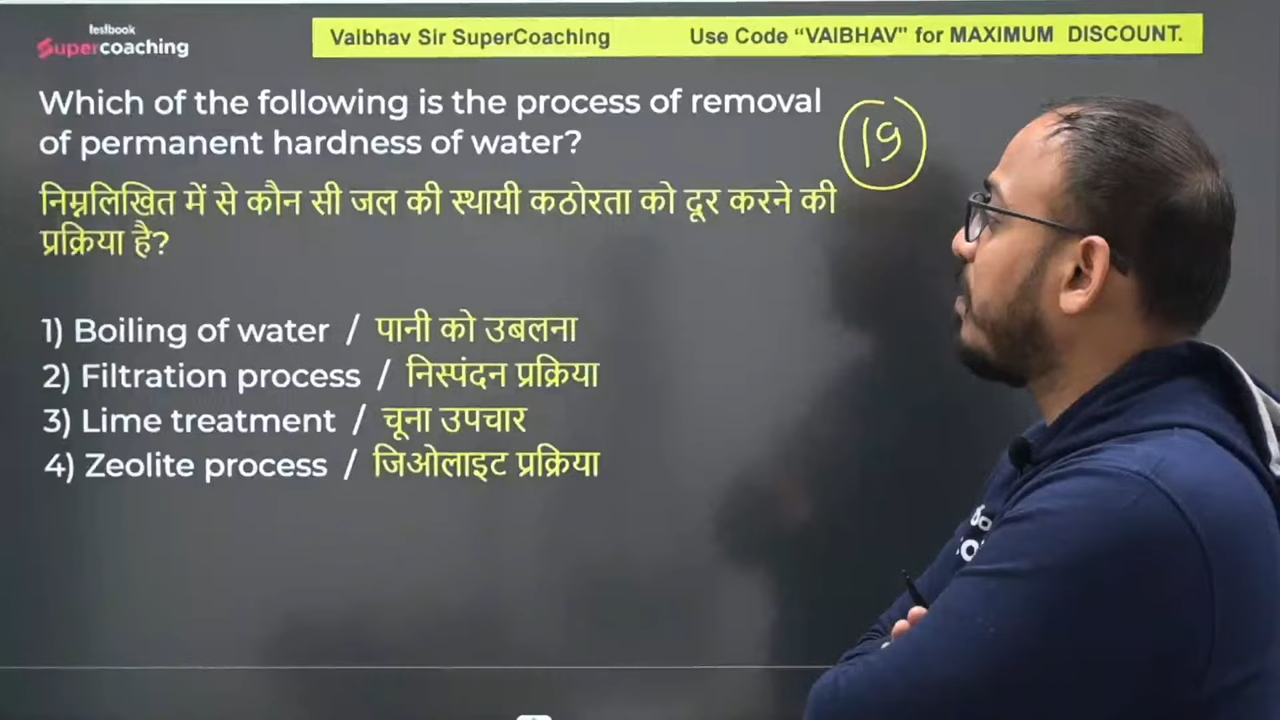 testbook
Supercoaching
Vaibhav Sir SuperCoaching Use Code “VAIBHAV" for MAXIMUM DISCOUNT.
Which of the following is the process of removal
of permanent hardness of water?
19
निम्नलिखित में से कौन सी जल की स्थायी कठोरता को दूर करने की
प्रक्रिया है?
1) Boiling of water / पानी को उबलना
2) Filtration process / निस्पंदन प्रक्रिया
3) Lime treatment / चूना उपचार
4) Zeolite process / जिओलाइट प्रक्रिया